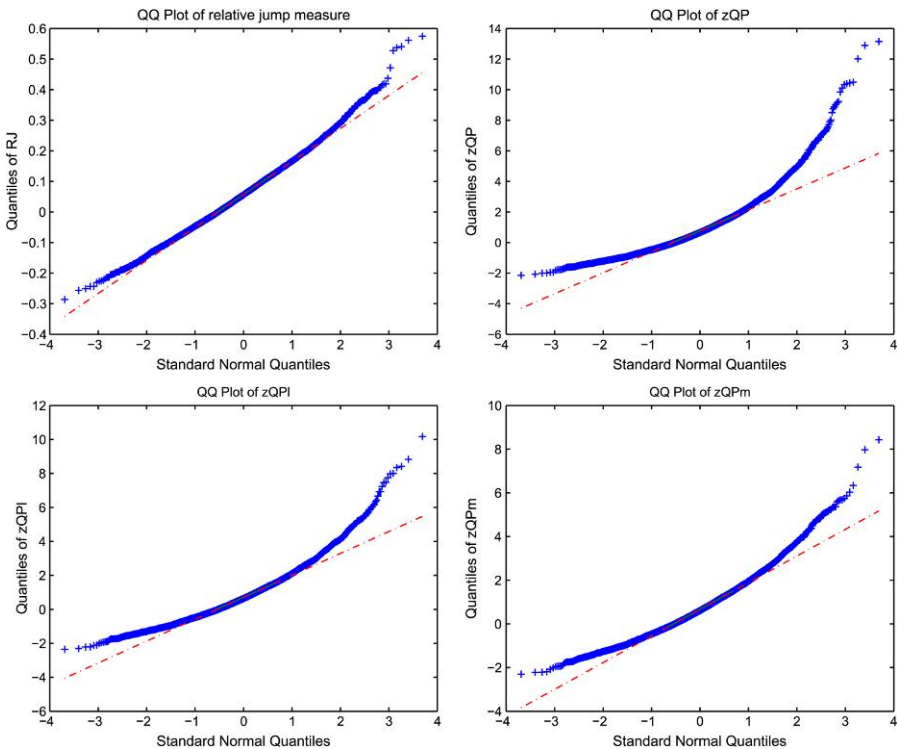 QQ Plot of relative jump measure
0.6
0.5
0.4
0.3
0.2
0.1
0
−0.1
−0.2
−0.3
−0.4
Quantiles of RJ
−4 −3 −2 −1 0 1 2 3 4
Standard Normal Quantiles
QQ Plot of zQP
14
12
10
8
6
4
2
0
−2
−4
−6
Quantiles of zQP
−4 −3 −2 −1 0 1 2 3 4
Standard Normal Quantiles
QQ Plot of zQPl
12
10
8
6
4
2
0
−2
−4
−6
Quantiles of zQPl
−4 −3 −2 −1 0 1 2 3 4
Standard Normal Quantiles
QQ Plot of zQPm
10
8
6
4
2
0
−2
−4
Quantiles of zQPm
−4 −3 −2 −1 0 1 2 3 4
Standard Normal Quantiles